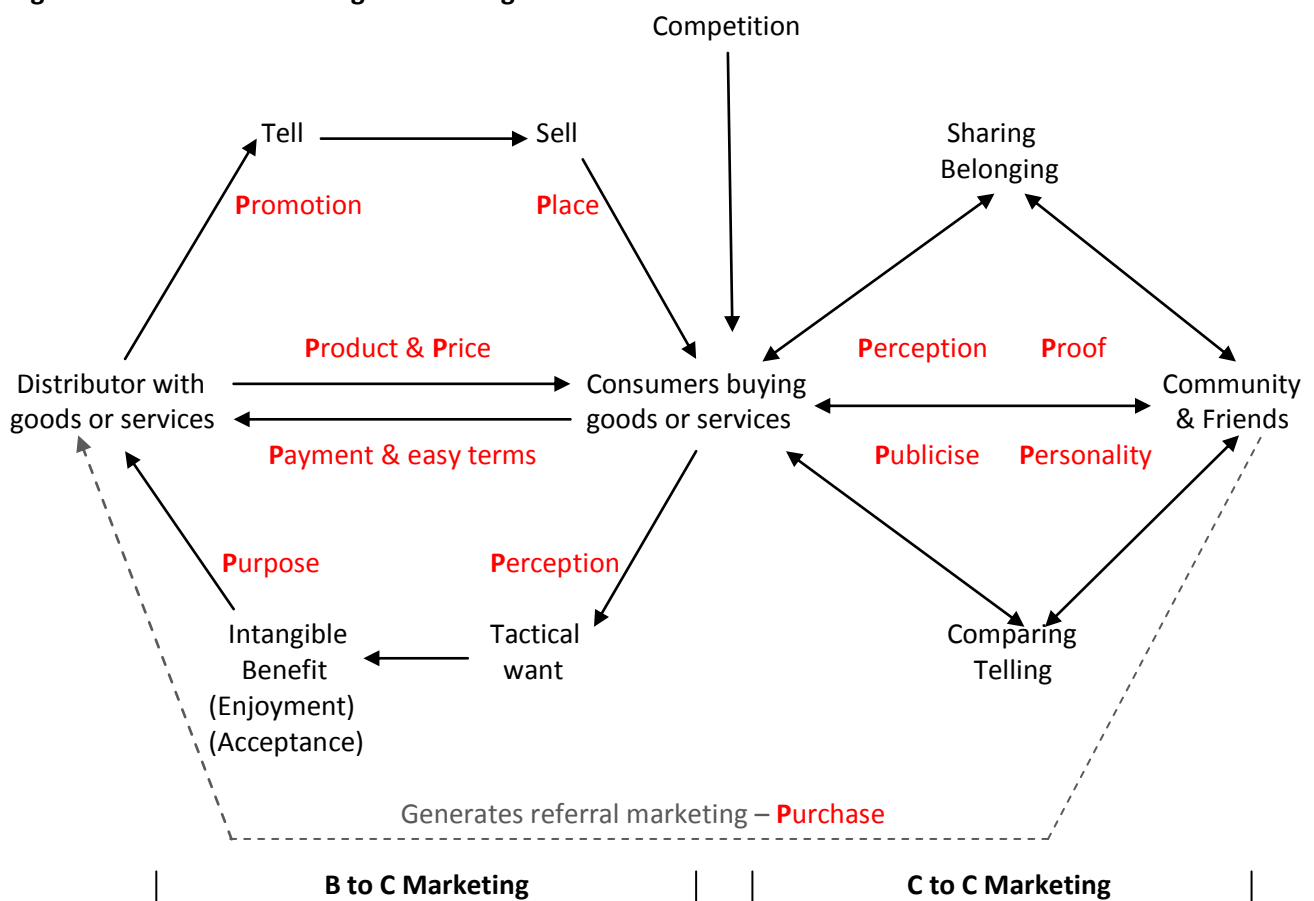 Competition
Tell
Sell
Sharing
Belonging
Promotion
Place
Product & Price
Perception
Proof
Distributor with
goods or services
Consumers buying
goods or services
Community
& Friends
Payment & easy terms
Publicise
Personality
Purpose
Perception
Intangible
Benefit
(Enjoyment)
(Acceptance)
Tactical
want
Comparing
Telling
Generates referral marketing – Purchase
B to C Marketing
C to C Marketing